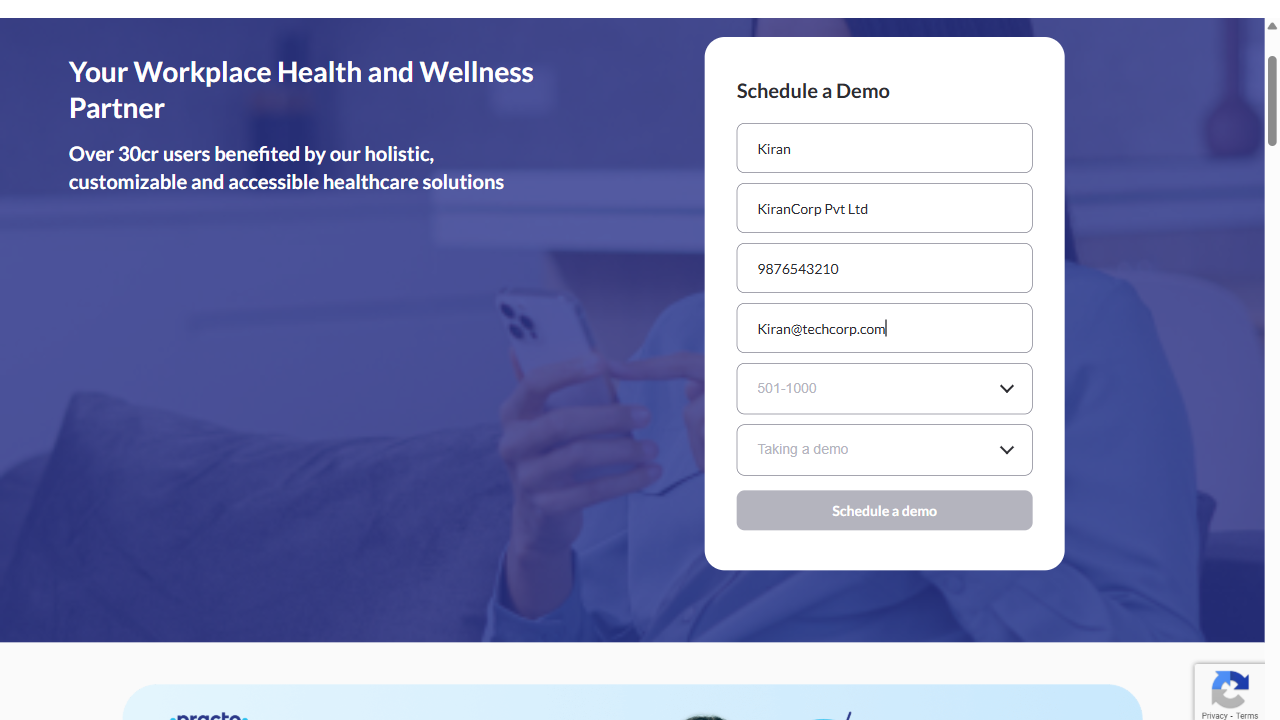 Your Workplace Health and Wellness
Partner
Over 30cr users benefited by our holistic,
customizable and accessible healthcare solutions
Schedule a Demo
Kiran
KiranCorp Pvt Ltd
9876543210
Kiran@techcorp.com
501-1000
Taking a demo
Schedule a demo
practo
Privacy - Terms